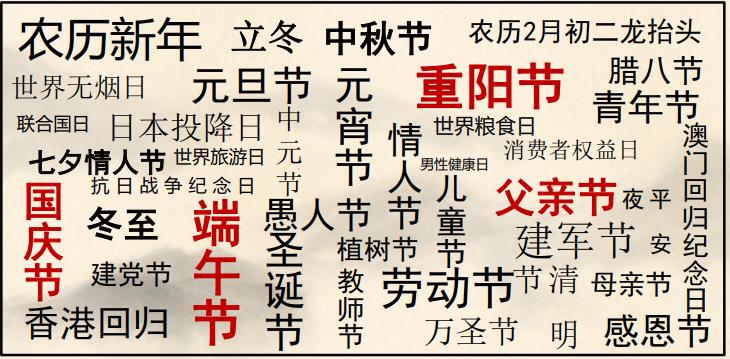 农历新年
立冬
中秋节
农历2月初二龙抬头
世界无烟日
元旦节
元宵节
重阳节
腊八节
青年节
联合国日
日本投降日
中元节
情人节
世界粮食日
消费者权益日
澳门回归纪念日
七夕情人节
世界旅游日
男性健康日
抗日战争纪念日
儿童节
父亲节
夜平安
国庆节
冬至
端午节
愚人节
圣诞节
植树节
建军节
建党节
教师节
劳动节
节清明
母亲节
香港回归
万圣节
感恩节